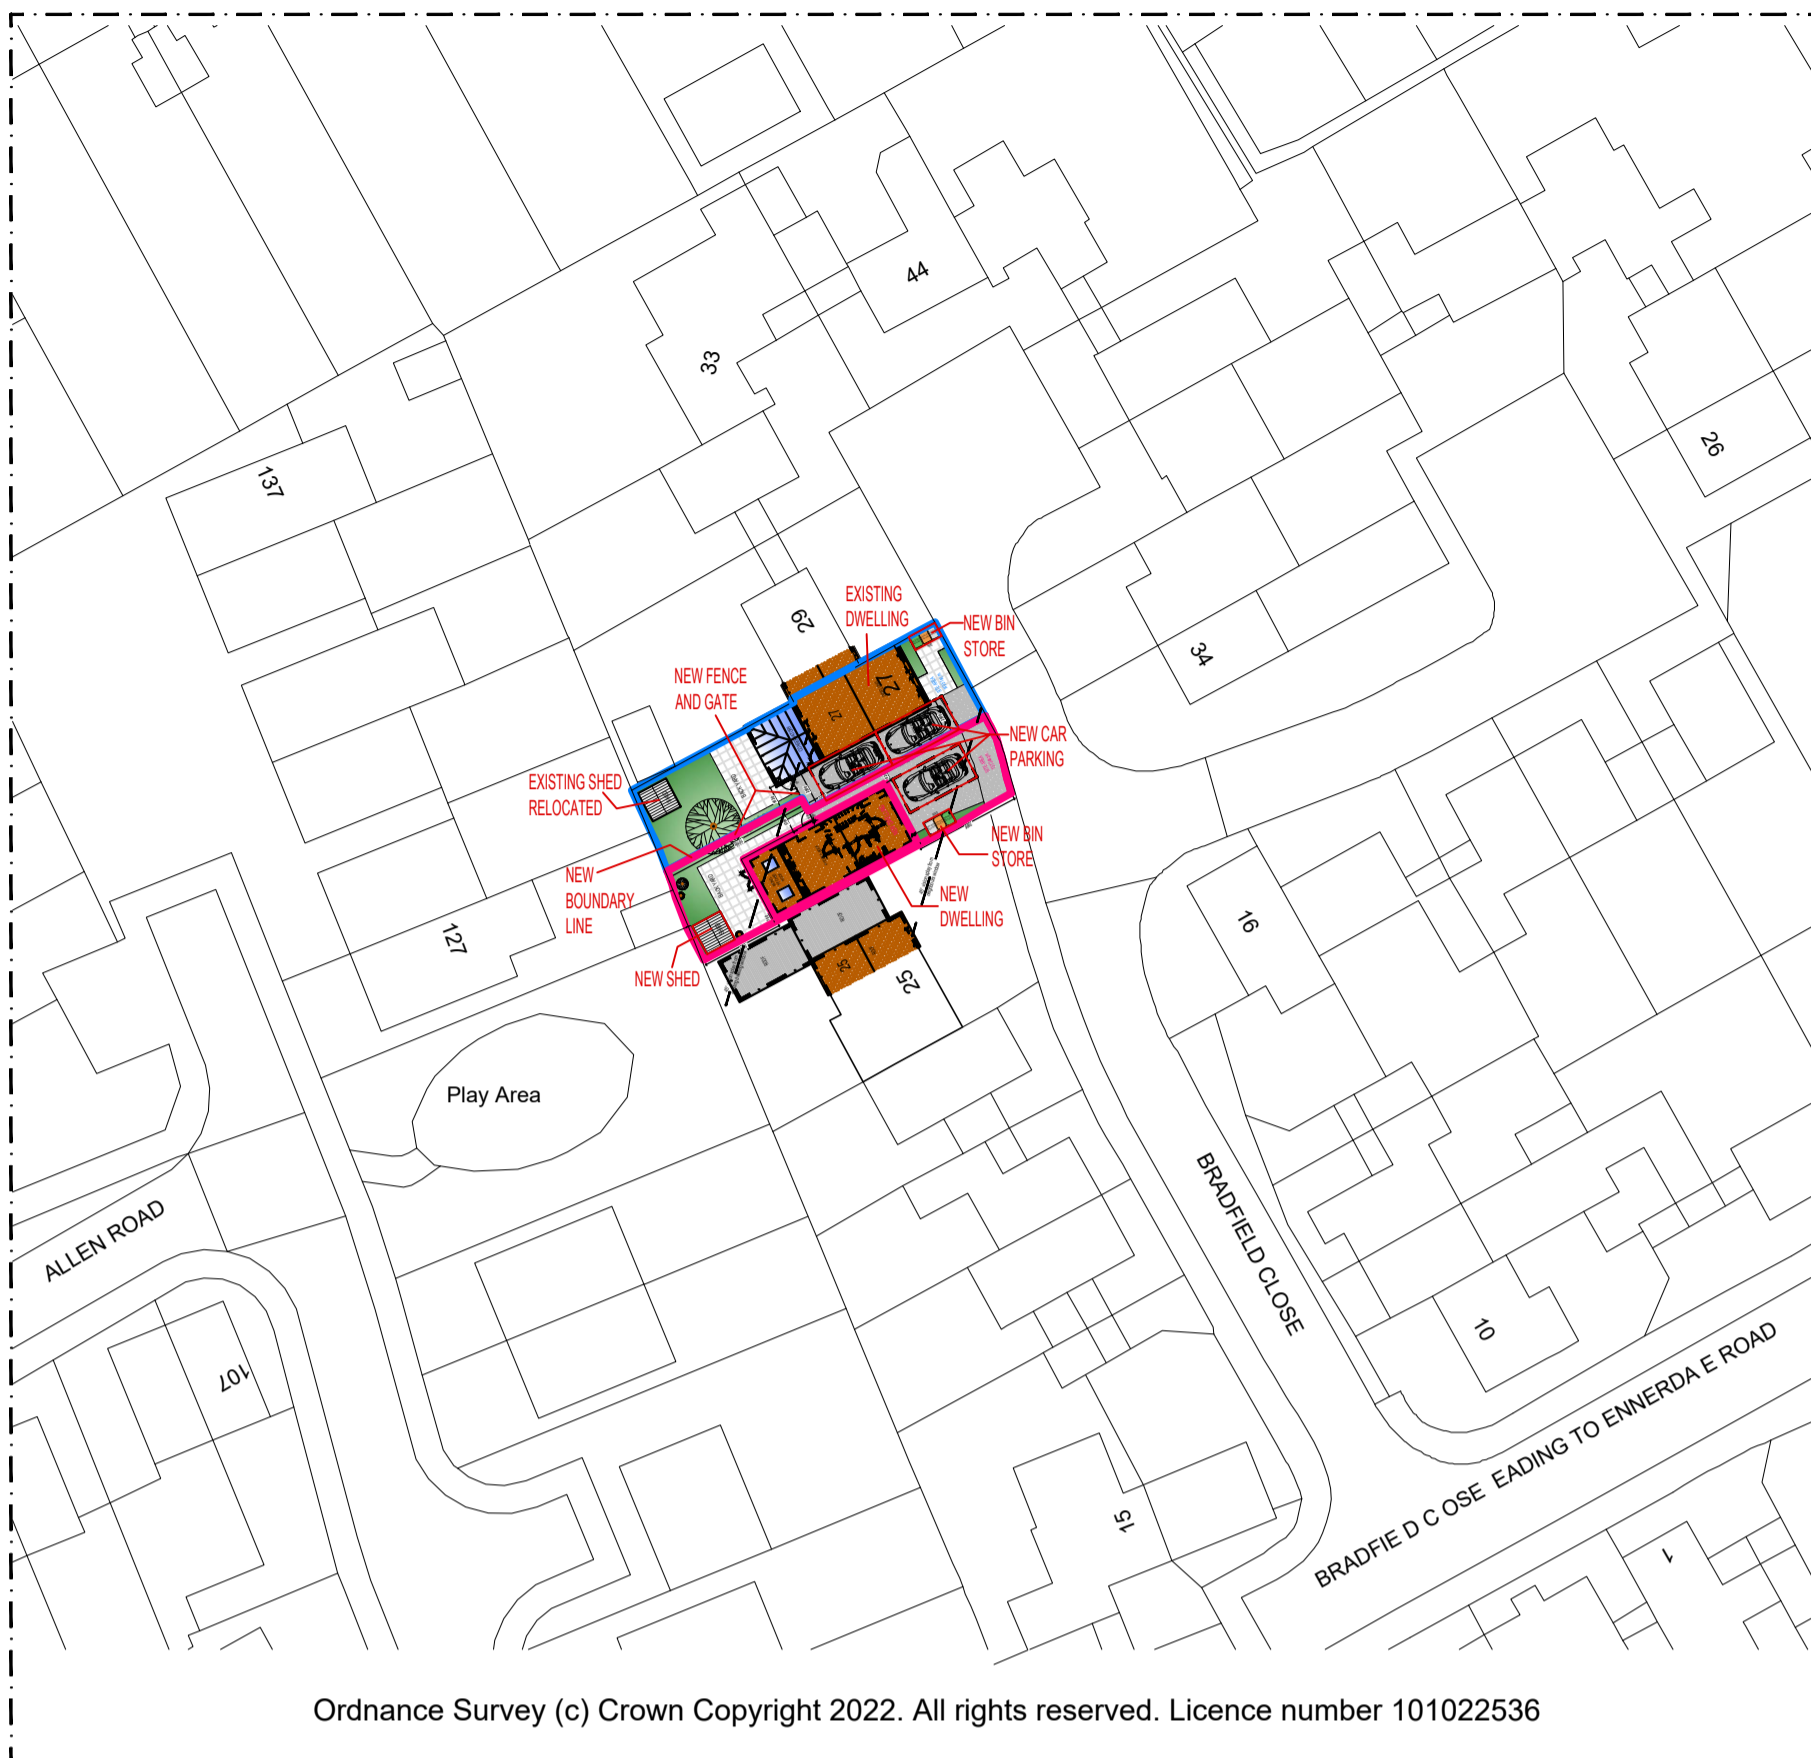 44
33
137
26
29
EXISTING
DWELLING
NEW BIN
STORE
34
27
27
NEW FENCE
AND GATE
NEW CAR
PARKING
EXISTING SHED
RELOCATED
NEW BIN
STORE
NEW
BOUNDARY
LINE
NEW
DWELLING
16
127
NEW SHED
25
25
Play Area
ALLEN ROAD
BRADFIELD CLOSE
10
107
BRADFIE D C OSE EADING TO ENNERDA E ROAD
15
1
Ordnance Survey (c) Crown Copyright 2022. All rights reserved. Licence number 101022536